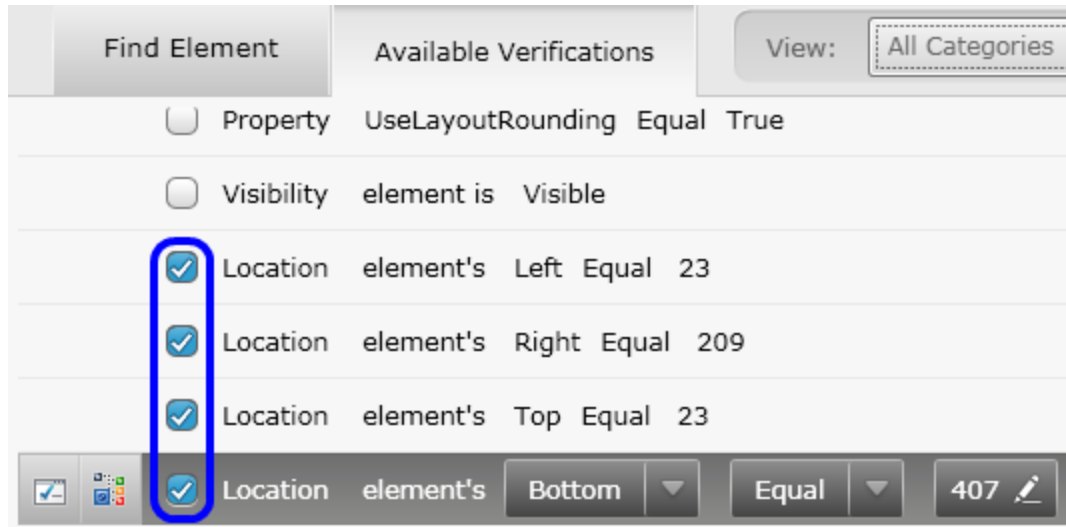 Find Element Available Verifications View: All Categories
Property UseLayoutRounding Equal True
Visibility element is Visible
Location element's Left Equal 23
Location element's Right Equal 209
Location element's Top Equal 23
Location element's Bottom Equal 407